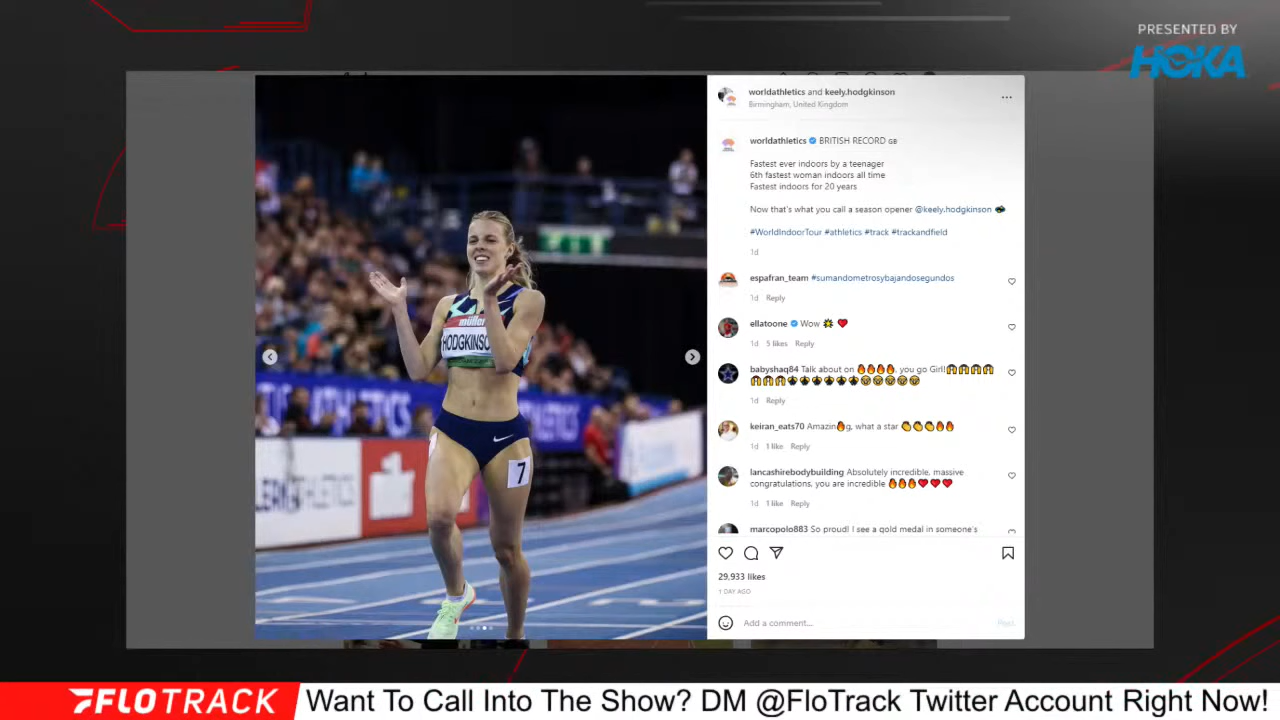 PRESENTED BY
HOKA
worldathletics and keely.hodgkinson
Birmingham, United Kingdom
worldathletics BRITISH RECORD GB
Fastest ever indoors by a teenager
6th fastest woman indoors all time
Fastest indoors for 20 years
Now that's what you call a season opener @keely.hodgkinson
#WorldIndoorTour #athletics #track #trackandfield
1d
espafran_team #sumandometrosybajandosegundos
1d Reply
ellatoone Wow 💥 ❤️
1d 5 likes Reply
babyshaq84 Talk about on 🔥🔥🔥🔥, you go Girl!
1d Reply
keiran_eats70 Amazin🔥g, what a star 👏👏👏🔥🔥
1d 1 like Reply
lancashirebodybuilding Absolutely incredible, massive
congratulations, you are incredible 🔥🔥🔥❤️❤️❤️
1d 1 like Reply
marcopolo883 So proud! I see a gold medal in someone's
29,933 likes
1 DAY AGO
Add a comment...
Post
müller
HODGKINSO
7
FLOTRACK Want To Call Into The Show? DM @FloTrack Twitter Account Right Now!